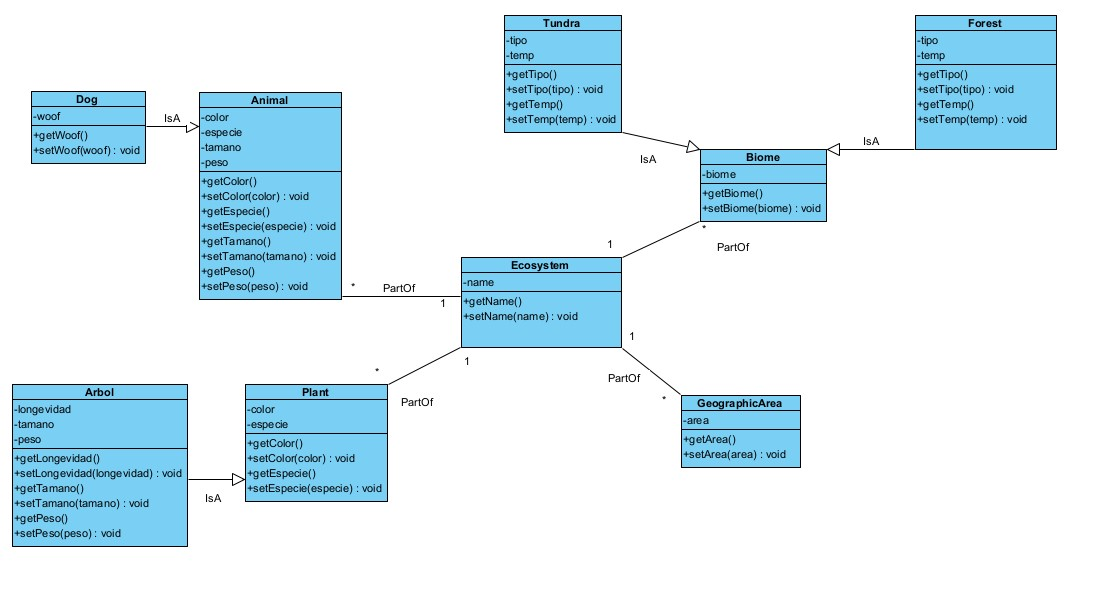 Tundra
-tipo
-temp
+getTipo()
+setTipo(tipo) : void
+getTemp()
+setTemp(temp) : void
Forest
-tipo
-temp
+getTipo()
+setTipo(tipo) : void
+getTemp()
+setTemp(temp) : void
Dog
-woof
+getWoof()
+setWoof(woof) : void
IsA
Animal
-color
-especie
-tamano
-peso
+getColor()
+setColor(color) : void
+getEspecie()
+setEspecie(especie) : void
+getTamano()
+setTamano(tamano) : void
+getPeso()
+setPeso(peso) : void
IsA
IsA
Biome
-biome
+getBiome()
+setBiome(biome) : void
*
PartOf
1
Ecosystem
-name
+getName()
+setName(name) : void
*
PartOf
1
1
PartOf
*
1
*
PartOf
Arbol
-longevidad
-tamano
-peso
+getLongevidad()
+setLongevidad(longevidad) : void
+getTamano()
+setTamano(tamano) : void
+getPeso()
+setPeso(peso) : void
IsA
Plant
-color
-especie
+getColor()
+setColor(color) : void
+getEspecie()
+setEspecie(especie) : void
GeographicArea
-area
+getArea()
+setArea(area) : void